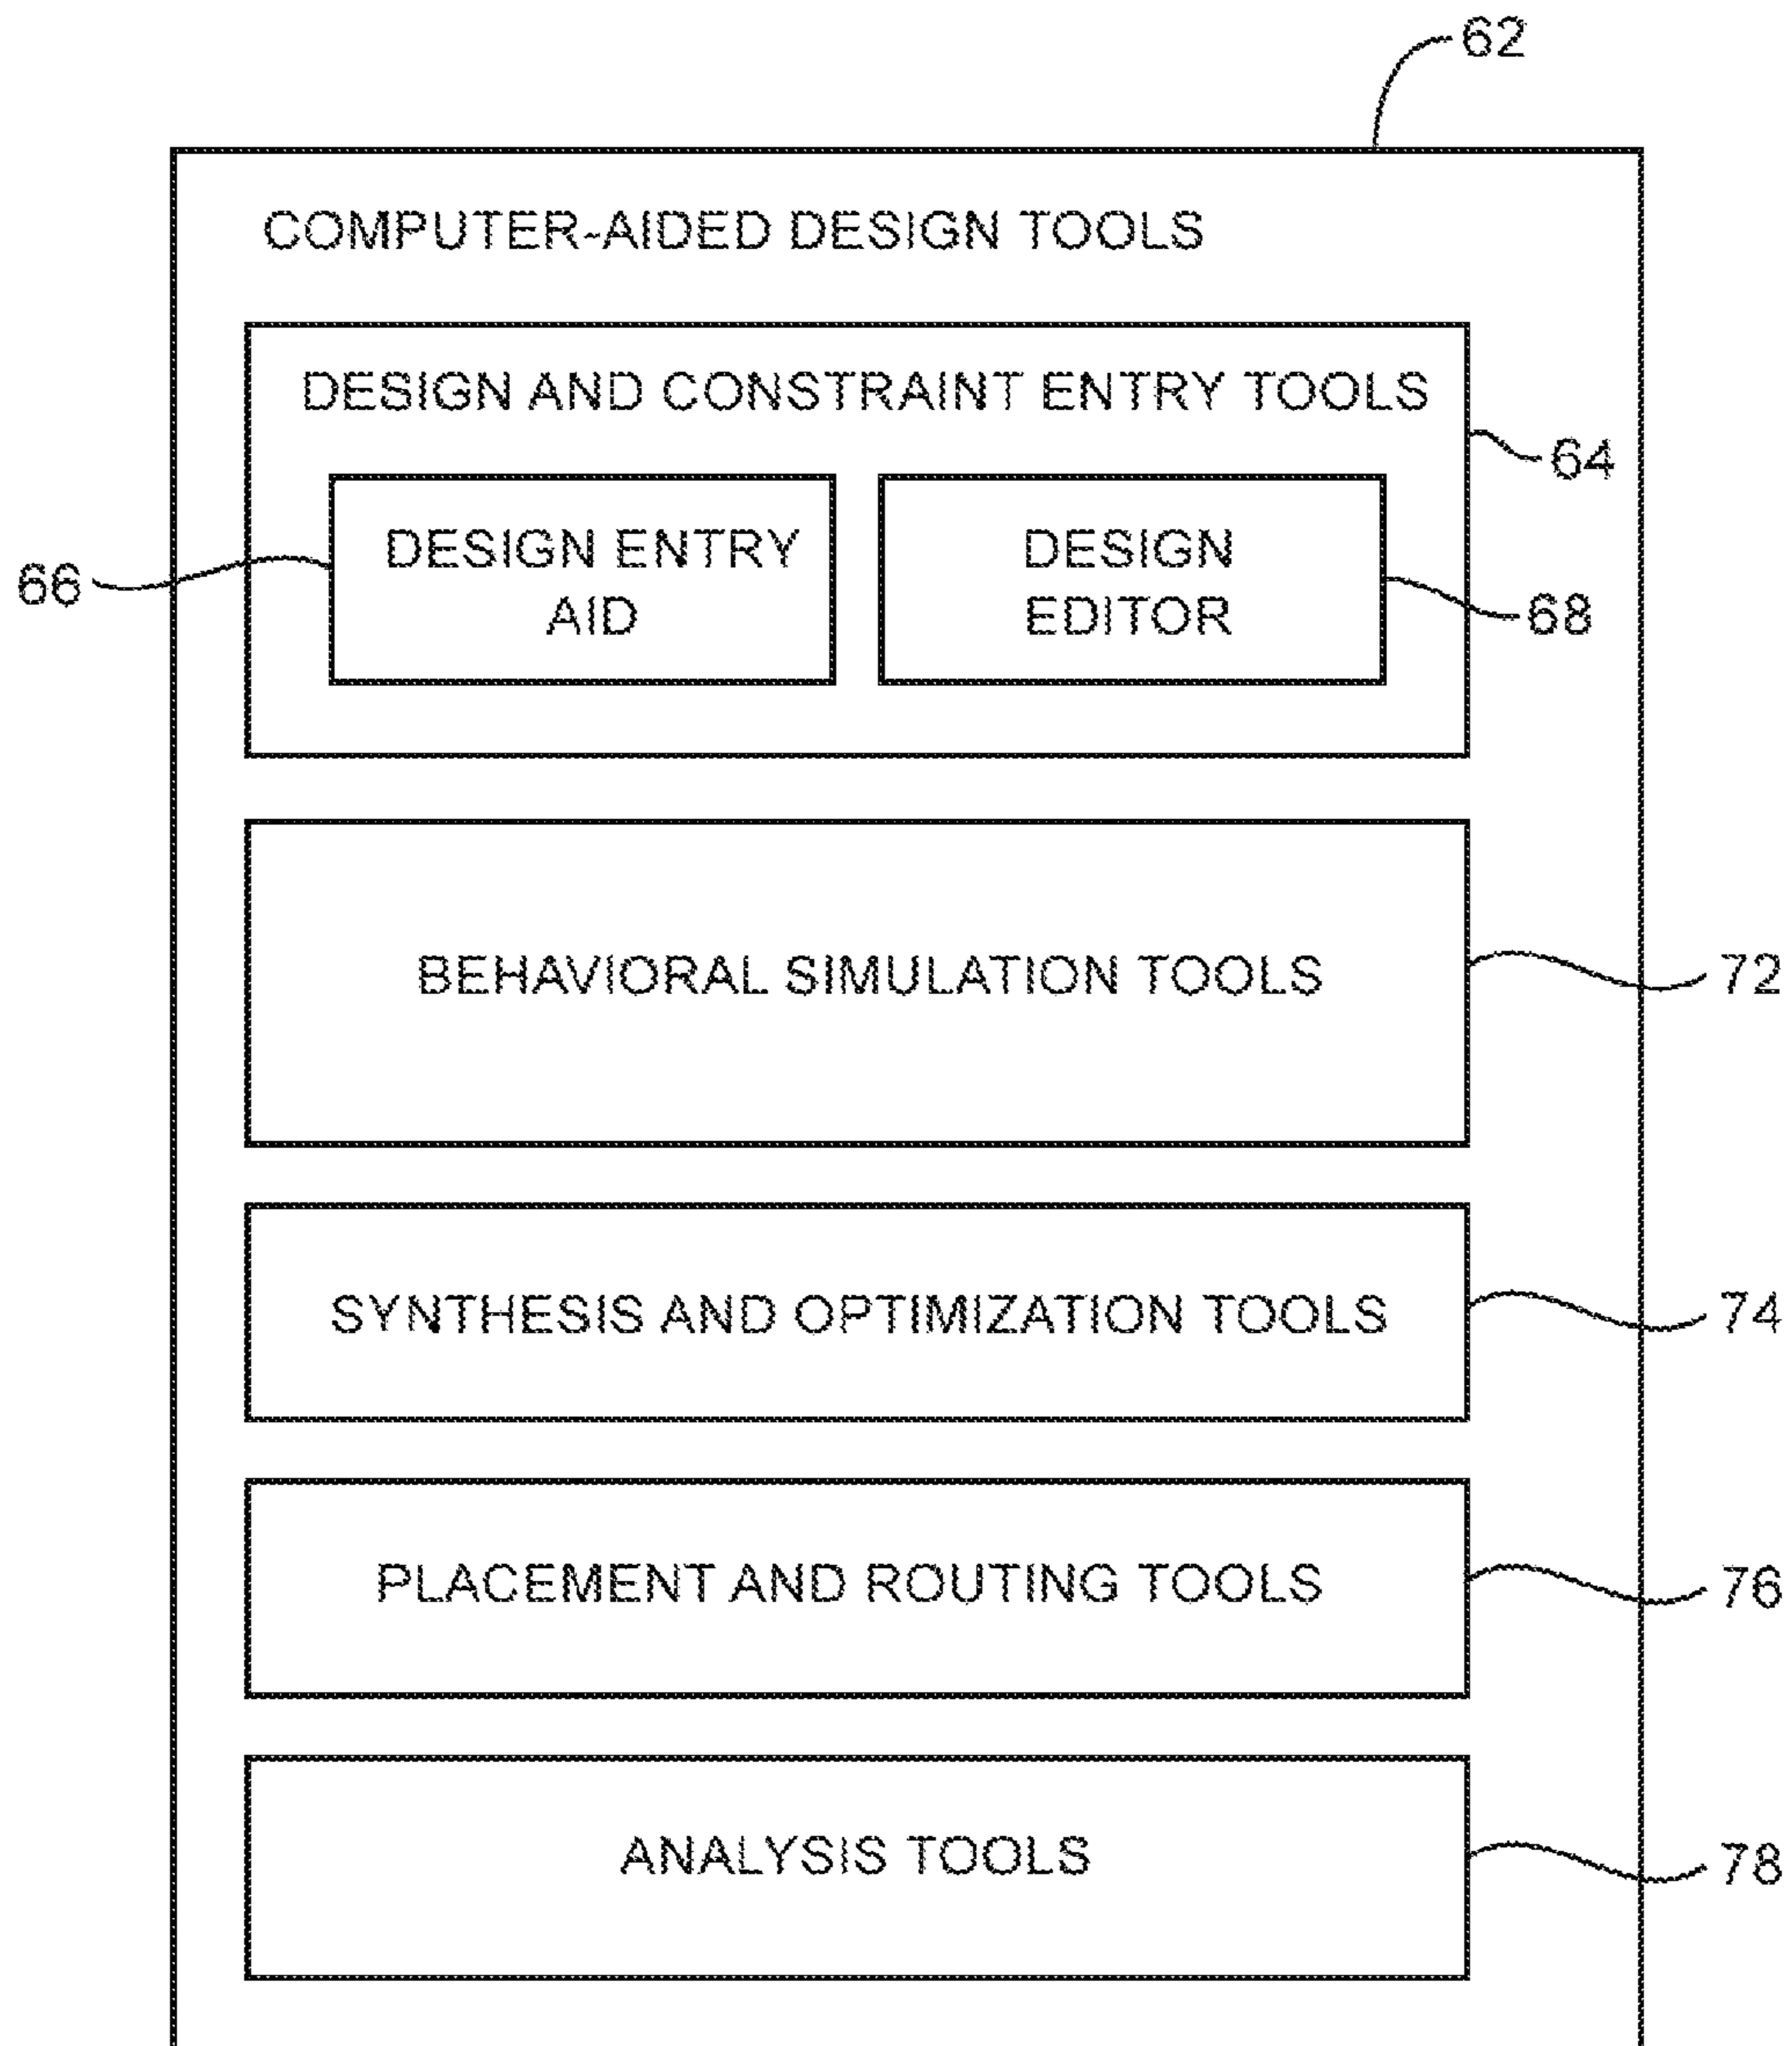 62
COMPUTER-AIDED DESIGN TOOLS
DESIGN AND CONSTRAINT ENTRY TOOLS
64
66
DESIGN ENTRY
AID
DESIGN
EDITOR
68
BEHAVIORAL SIMULATION TOOLS
72
SYNTHESIS AND OPTIMIZATION TOOLS
74
PLACEMENT AND ROUTING TOOLS
76
ANALYSIS TOOLS
78